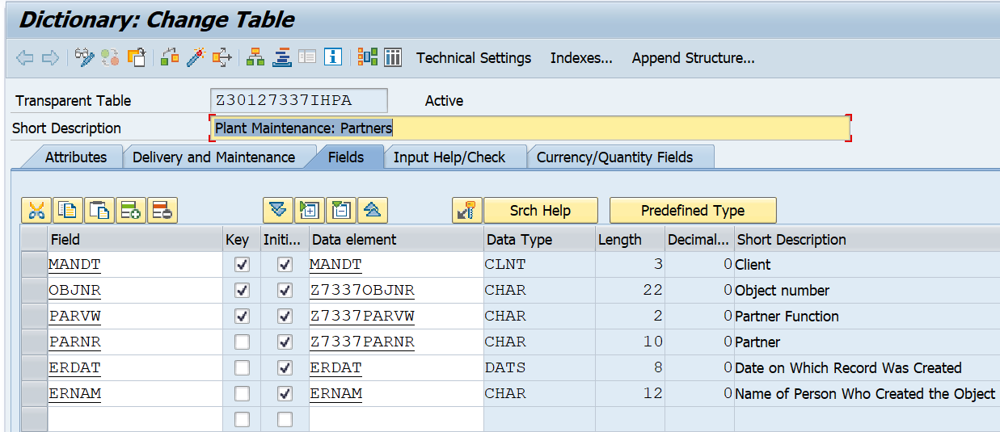 Dictionary: Change Table
Technical Settings Indexes... Append Structure...
Transparent Table Z30127337IHPA Active
Short Description Plant Maintenance: Partners
Attributes Delivery and Maintenance Fields Input Help/Check Currency/Quantity Fields
Srch Help Predefined Type
Field Key Initi... Data element Data Type Length Decimal... Short Description
MANDT MANDT CLNT 3 0 Client
OBJNR Z7337OBJNR CHAR 22 0 Object number
PARVW Z7337PARVW CHAR 2 0 Partner Function
PARNR Z7337PARNR CHAR 10 0 Partner
ERDAT ERDAT DATS 8 0 Date on Which Record Was Created
ERNAM ERNAM CHAR 12 0 Name of Person Who Created the Object